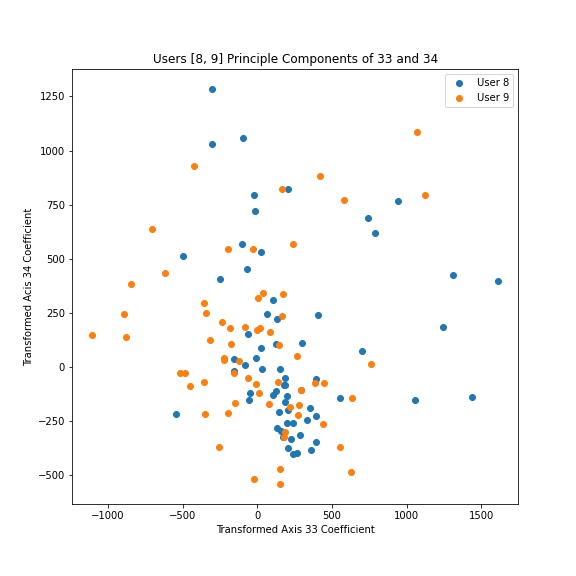 Users [8, 9] Principle Components of 33 and 34
User 8
User 9
Transformed Acis 34 Coefficient
1250
1000
750
500
250
0
−250
−500
−1000
−500
0
500
1000
1500
Transformed Axis 33 Coefficient